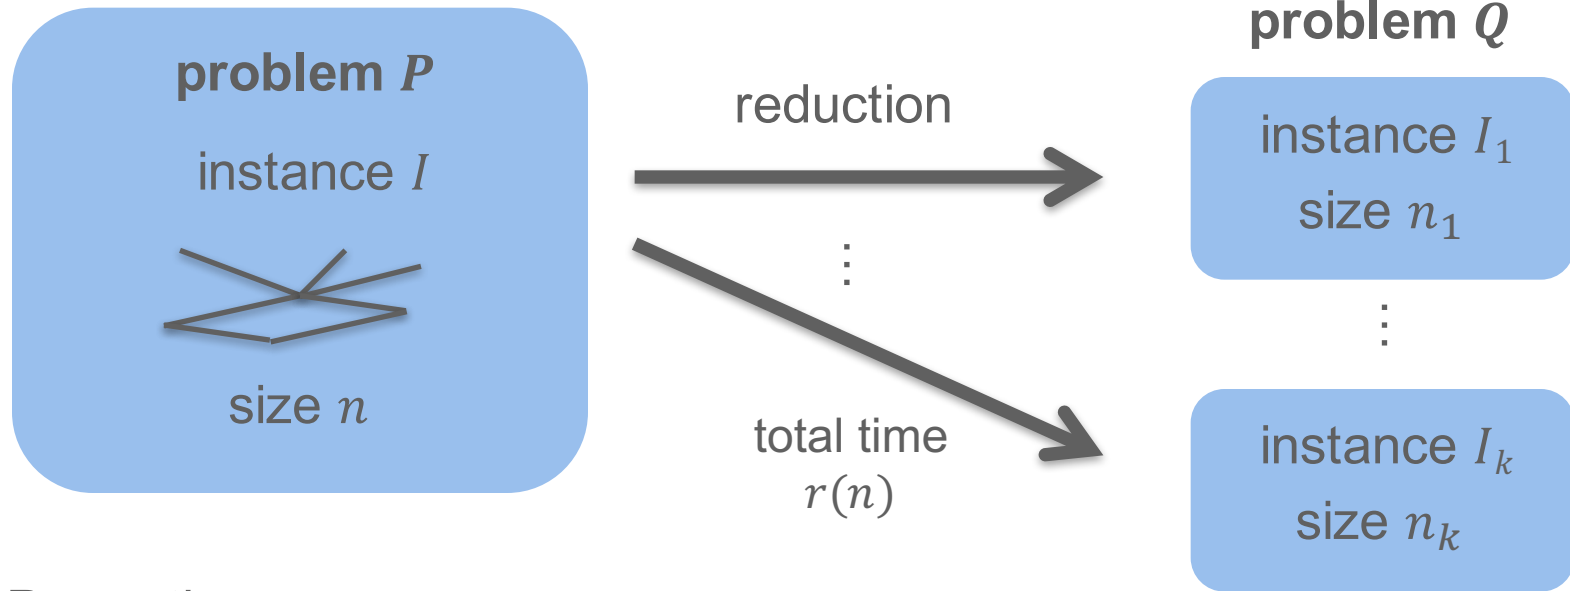 problem P
instance I
size n
reduction
⋮
total time
r(n)
problem Q
instance I₁
size n₁
⋮
instance Iₖ
size nₖ